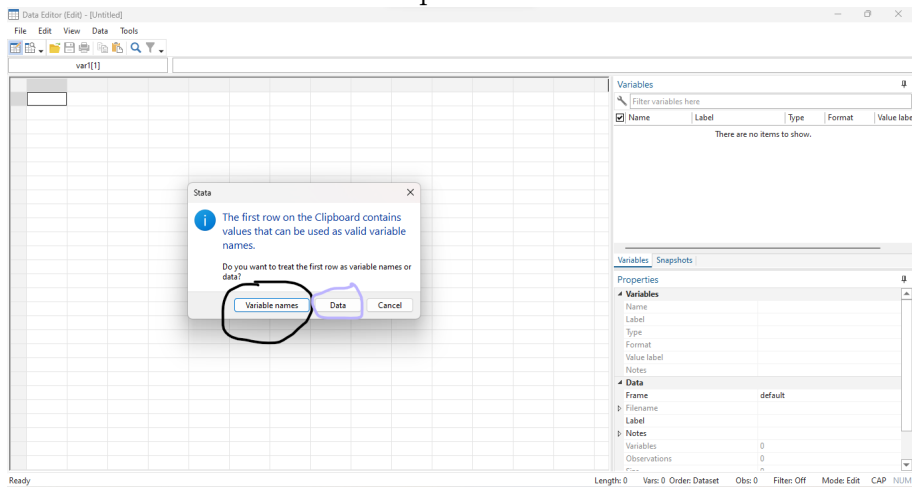 Data Editor (Edit) - [Untitled]
File Edit View Data Tools
var1[1]
Variables
Filter variables here
Name Label Type Format Value labe
There are no items to show.
Stata
The first row on the Clipboard contains
values that can be used as valid variable
names.
Do you want to treat the first row as variable names or
data?
Variable names Data Cancel
Variables Snapshots
Properties
Variables
Name
Label
Type
Format
Value label
Notes
Data
Frame default
Filename
Label
Notes
Variables 0
Observations 0
Ready Length: 0 Vars: 0 Order: Dataset Obs: 0 Filter: Off Mode: Edit CAP NUM